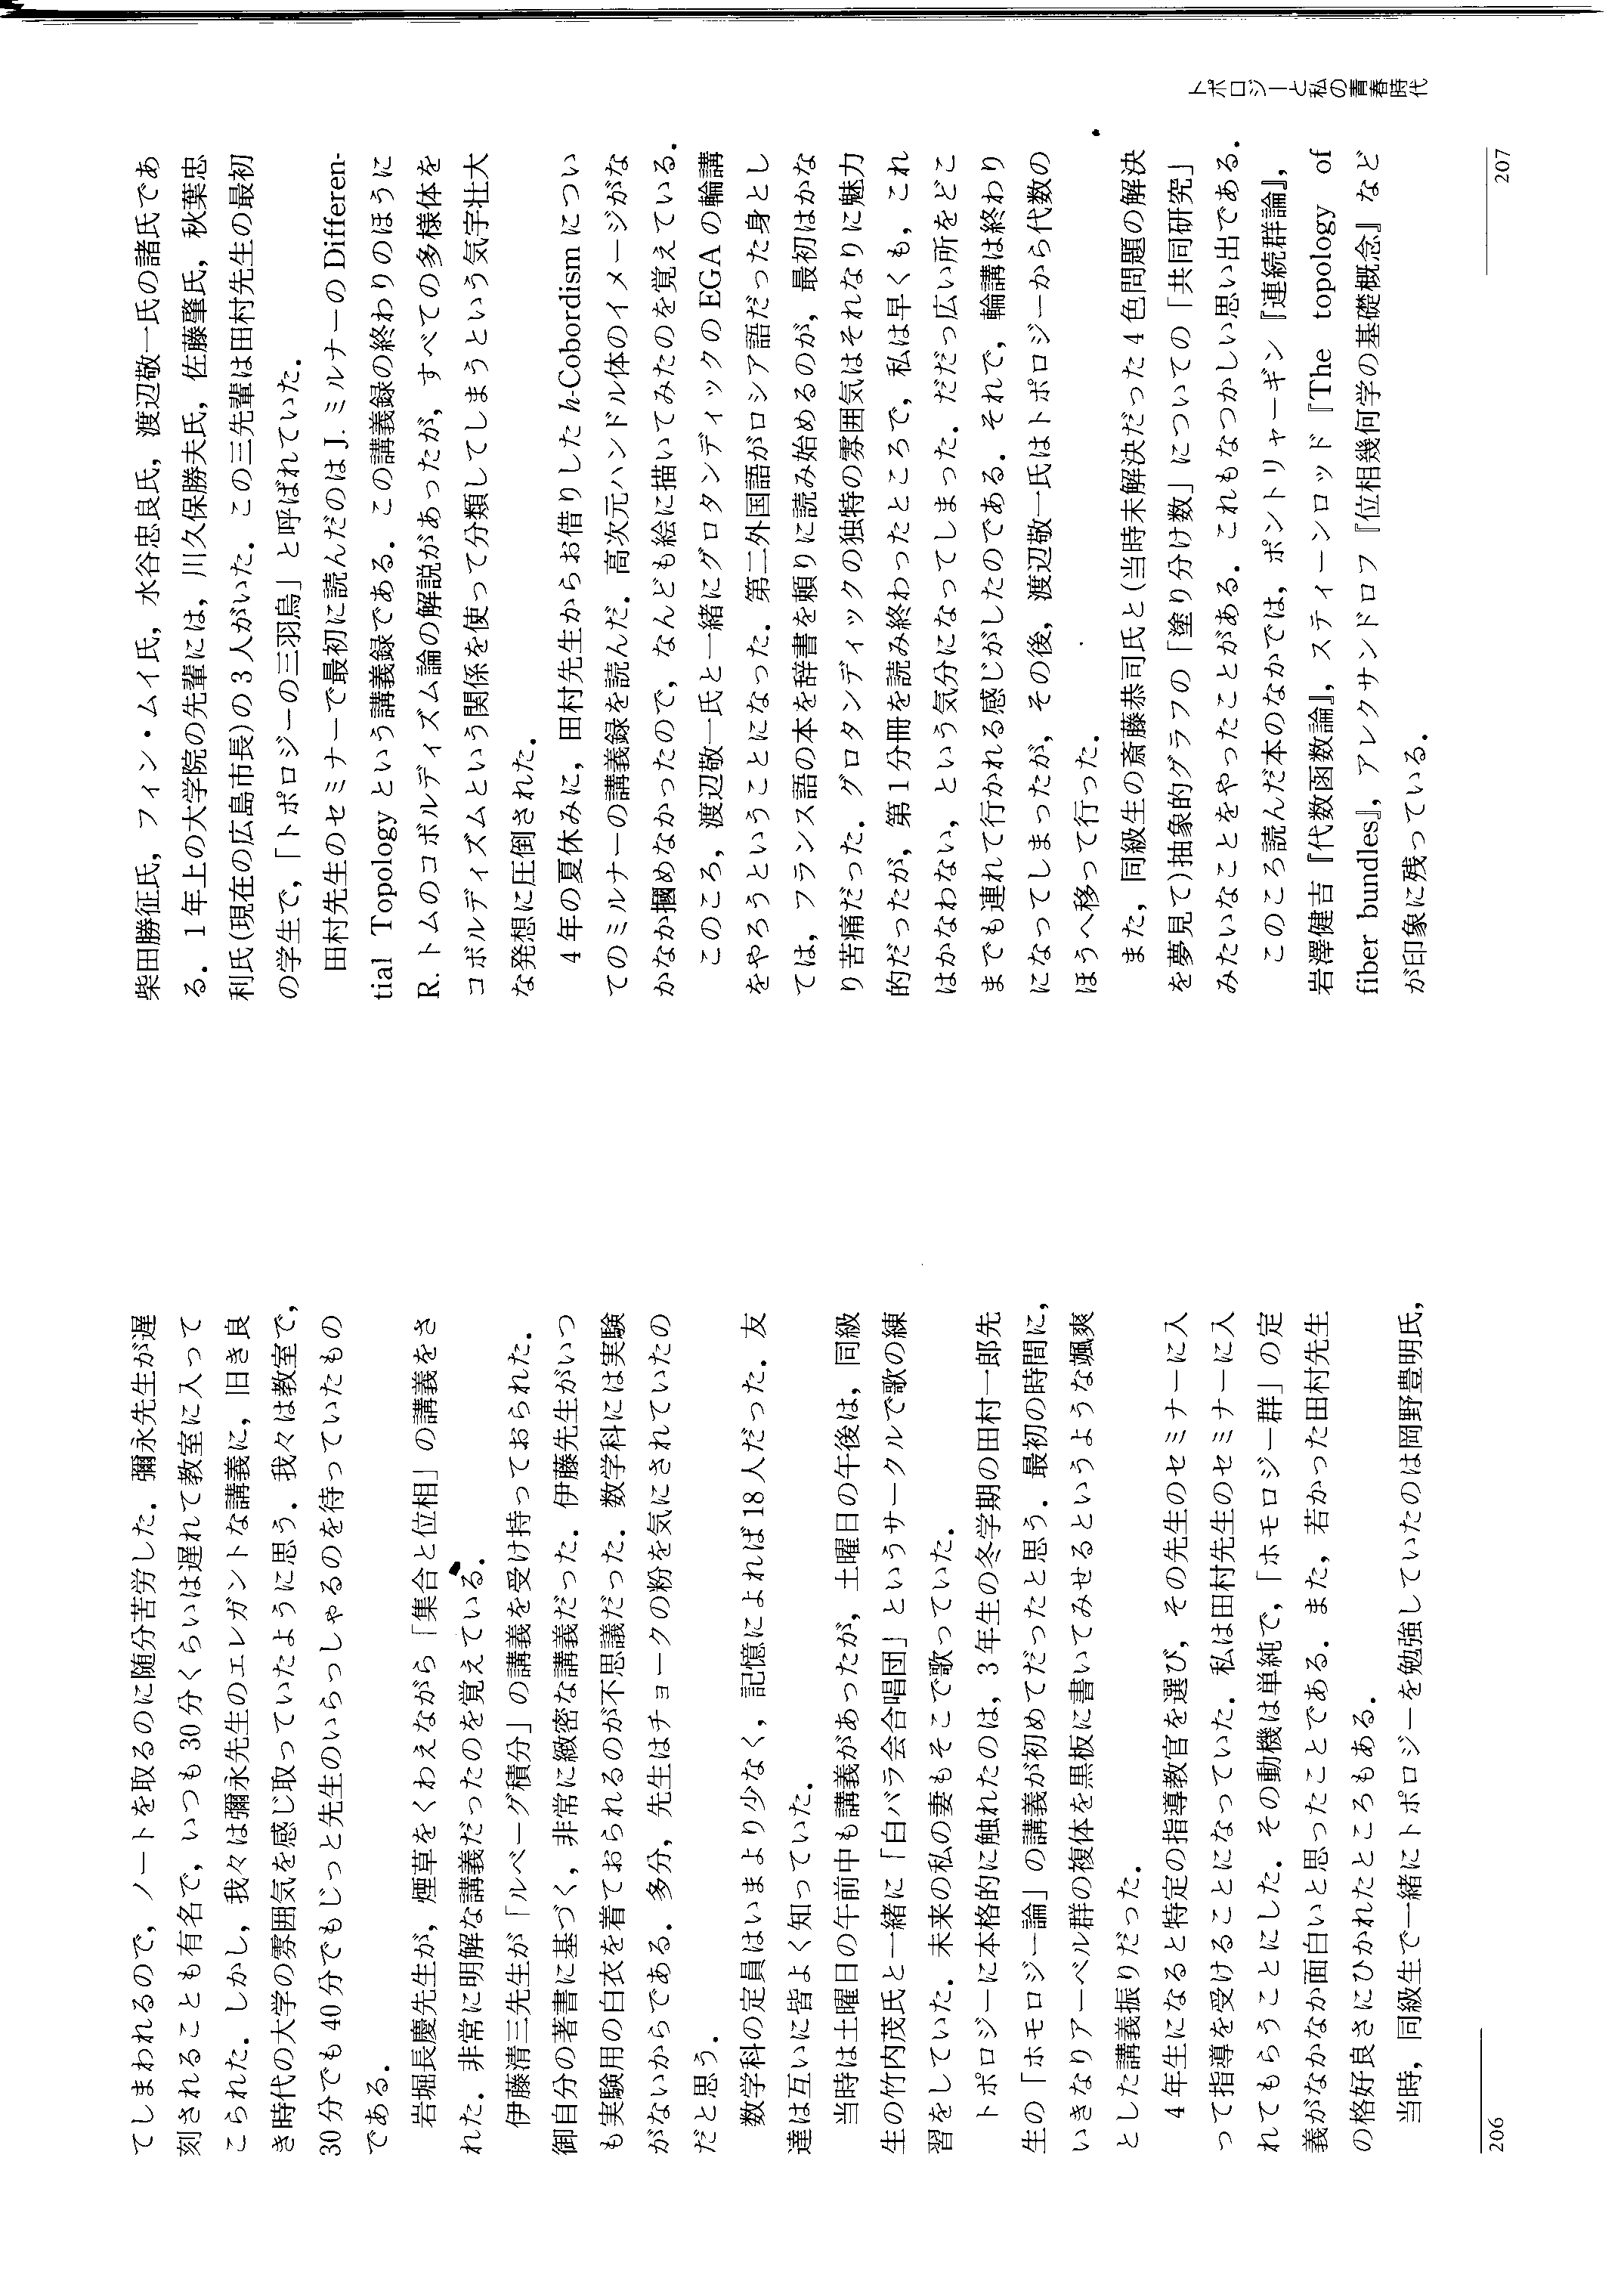 てしまわれるので，ノートを取るのに随分苦労した．彌永先生が遅
刻されることも有名で，いつも30分くらいは遅れて教室に入って
こられた．しかし，我々は彌永先生のエレガントな講義に，旧き良
き時代の大学の雰囲気を感じ取っていたように思う．我々は教室で，
30分でも40分でもじっと先生のいらっしゃるのを待っていたもの
である．
岩堀長慶先生が，煙草をくわえながら「集合と位相」の講義をさ
れた．非常に明解な講義だったのを覚えている．
伊藤清三先生が「ルベーグ積分」の講義を受け持っておられた．
御自分の著書に基づく，非常に緻密な講義だった．伊藤先生がいつ
も実験用の白衣を着ておられるのが不思議だった．数学科には実験
がないからである．多分，先生はチョークの粉を気にされていたの
だと思う．
数学科の定員はいまより少なく，記憶によれば18人だった．友
達は互いに皆よく知っていた．
当時は土曜日の午前中も講義があったが，土曜日の午後は，同級
生の竹内茂氏と一緒に「白バラ会合唱団」というサークルで歌の練
習をしていた．未来の私の妻もそこで歌っていた．
トポロジーに本格的に触れたのは，3年生の冬学期の田村一郎先
生の「ホモロジー論」の講義が初めてだったと思う．最初の時間に，
いきなりアーベル群の複体を黒板に書いてみせるというような颯爽
とした講義振りだった．
4年生になると特定の指導教官を選び，その先生のセミナーに入
って指導を受けることになっていた．私は田村先生のセミナーに入
れてもらうことにした．その動機は単純で，「ホモロジー群」の定
義がなかなか面白いと思ったことである．また，若かった田村先生
の格好良さにひかれたところもある．
当時，同級生で一緒にトポロジーを勉強していたのは岡野豊明氏，
206
トポロジーと私の青春時代
柴田勝征氏，フィン・ムイ氏，水谷忠良氏，渡辺敬一氏の諸氏であ
る．1年上の大学院の先輩には，川久保勝夫氏，佐藤肇氏，秋葉忠
利氏(現在の広島市長)の3人がいた．この三先輩は田村先生の最初
の学生で，「トポロジーの三羽烏」と呼ばれていた．
田村先生のセミナーで最初に読んだのはJ. ミルナーのDifferen-
tial Topologyという講義録である．この講義録の終わりのほうに
R. トムのコボルディズム論の解説があったが，すべての多様体を
コボルディズムという関係を使って分類してしまうという気宇壮大
な発想に圧倒された．
4年の夏休みに，田村先生からお借りしたh-Cobordismについ
てのミルナーの講義録を読んだ．高次元ハンドル体のイメージがな
かなか摑めなかったので，なんども絵に描いてみたのを覚えている．
このころ，渡辺敬一氏と一緒にグロタンディックのEGAの輪講
をやろうということになった．第二外国語がロシア語だった身とし
ては，フランス語の本を辞書を頼りに読み始めるのが，最初はかな
り苦痛だった．グロタンディックの独特の雰囲気はそれなりに魅力
的だったが，第1分冊を読み終わったところで，私は早くも，これ
はかなわない，という気分になってしまった．だだっ広い所をどこ
までも連れて行かれる感じがしたのである．それで，輪講は終わり
になってしまったが，その後，渡辺敬一氏はトポロジーから代数の
ほうへ移って行った．
また，同級生の斎藤恭司氏と(当時未解決だった4色問題の解決
を夢見て)抽象的グラフの「塗り分け数」についての「共同研究」
みたいなことをやったことがある．これもなつかしい思い出である．
このころ読んだ本のなかでは，ポントリャーギン『連続群論』，
岩澤健吉『代数函数論』，スティーンロッド『The topology of
fiber bundles』，アレクサンドロフ『位相幾何学の基礎概念』など
が印象に残っている．
207